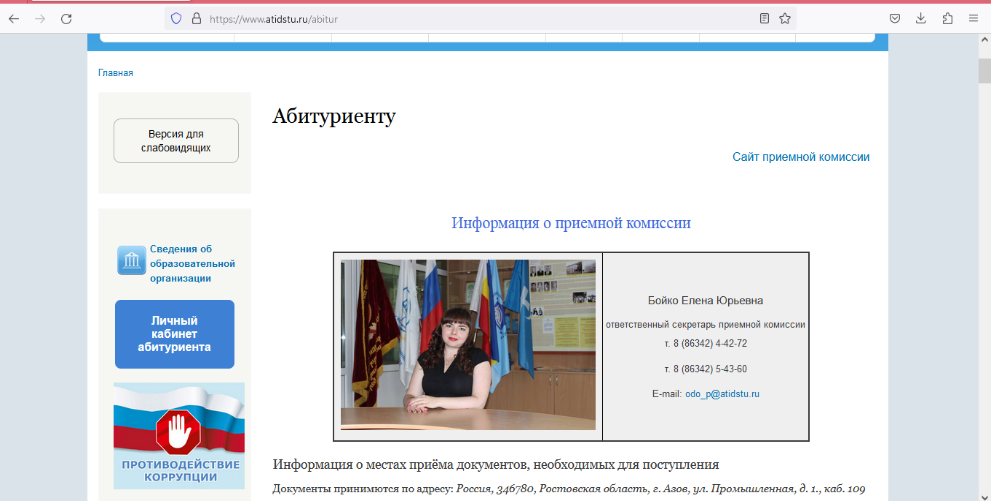 https://www.atidstu.ru/abitur
Главная
Версия для
слабовидящих
Сведения об
образовательной
организации
Личный
кабинет
абитуриента
ПРОТИВОДЕЙСТВИЕ
КОРРУПЦИИ
Абитуриенту
Сайт приемной комиссии
Информация о приемной комиссии
Бойко Елена Юрьевна
ответственный секретарь приемной комиссии
т. 8 (86342) 4-42-72
т. 8 (86342) 5-43-60
E-mail: odo_p@atidstu.ru
Информация о местах приёма документов, необходимых для поступления
Документы принимются по адресу: Россия, 346780, Ростовская область, г. Азов, ул. Промышленная, д. 1., каб. 109